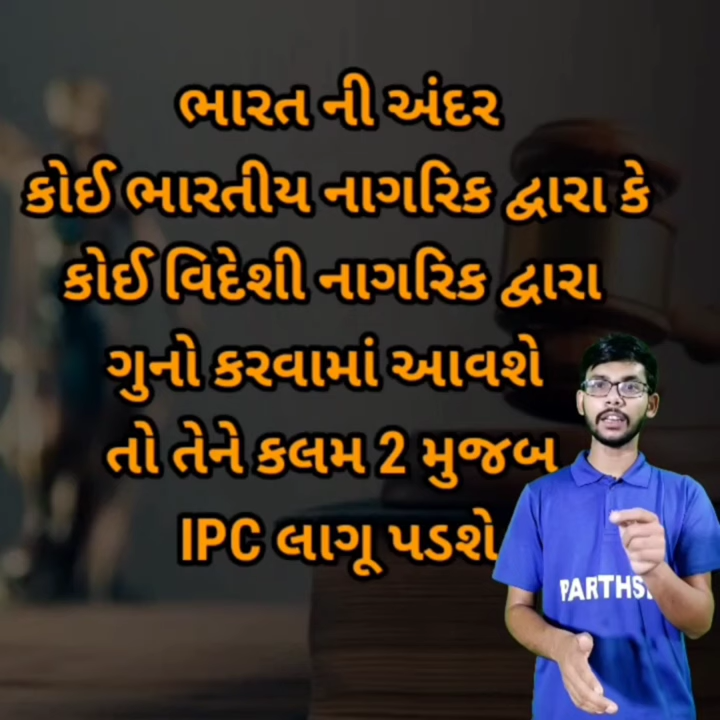 ભારત ની અંદર
કોઈ ભારતીય નાગરિક દ્વારા કે
કોઈ વિદેશી નાગરિક દ્વારા
ગુનો કરવામાં આવશે
તો તેને કલમ 2 મુજબ
IPC લાગૂ પડશે